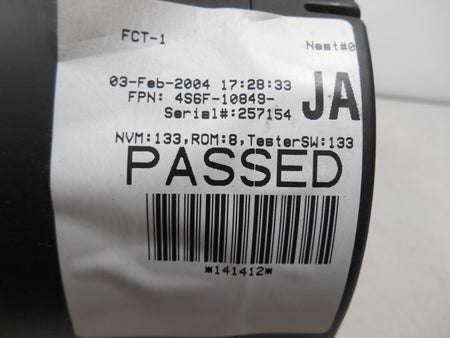 FCT-1 Nest#0
03-Feb-2004 17:28:33
FPN: 4S6F-10849- JA
Serial#:257154
NVM:133,ROM:8,TesterSW:133
PASSED
*141412*